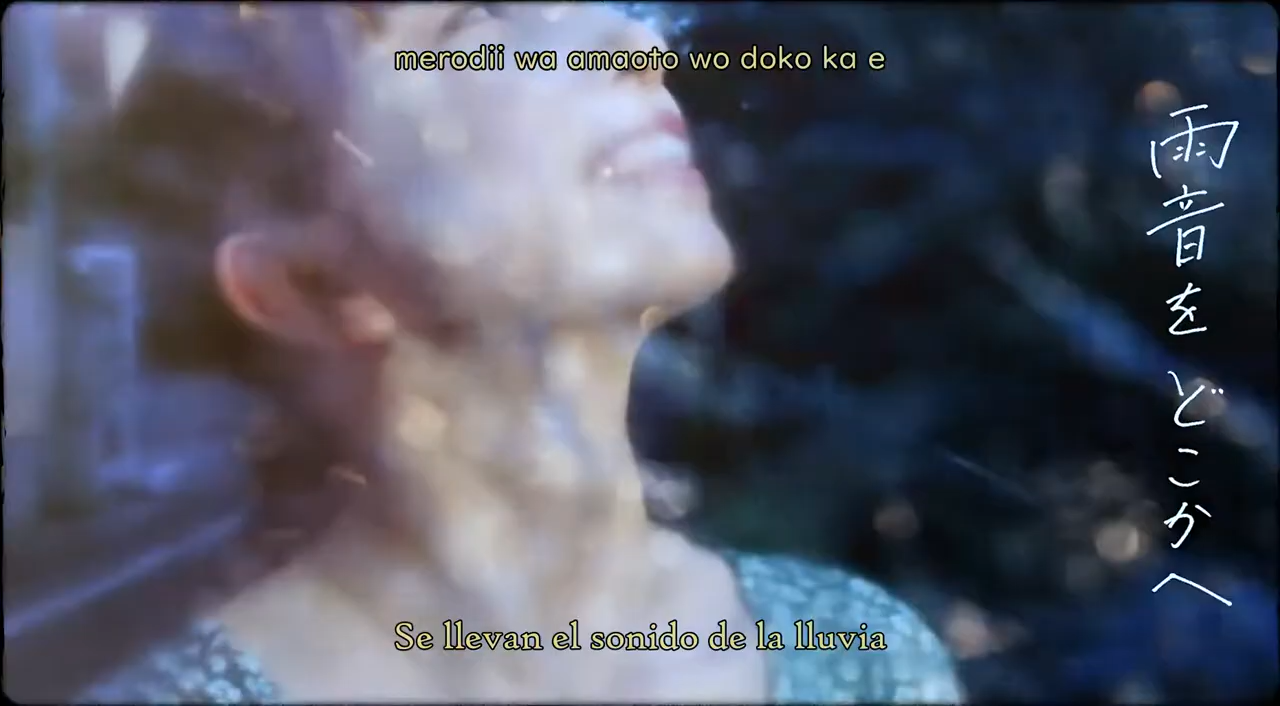 merodii wa amaoto wo doko ka e
雨音を どこかへ
Se llevan el sonido de la lluvia